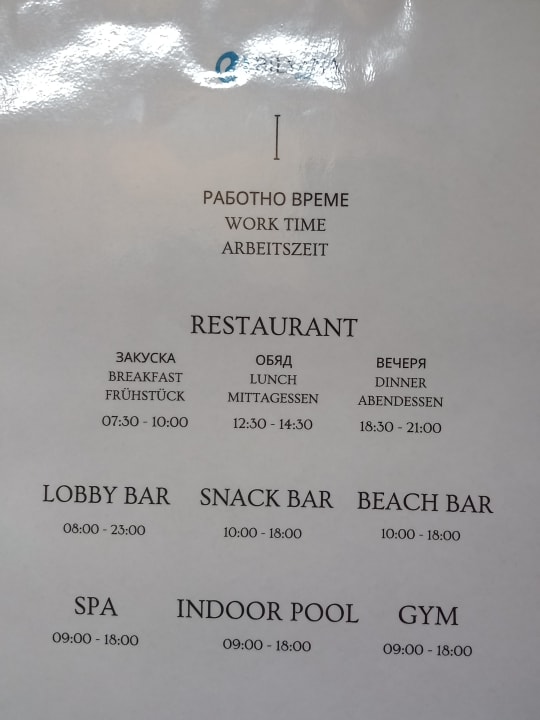 РАБОТНО ВРЕМЕ
WORK TIME
ARBEITSZEIT
RESTAURANT
ЗАКУСКА
BREAKFAST
FRÜHSTÜCK
07:30 - 10:00
ОБЯД
LUNCH
MITTAGESSEN
12:30 - 14:30
ВЕЧЕРЯ
DINNER
ABENDESSEN
18:30 - 21:00
LOBBY BAR
08:00 - 23:00
SNACK BAR
10:00 - 18:00
BEACH BAR
10:00 - 18:00
SPA
09:00 - 18:00
INDOOR POOL
09:00 - 18:00
GYM
09:00 - 18:00